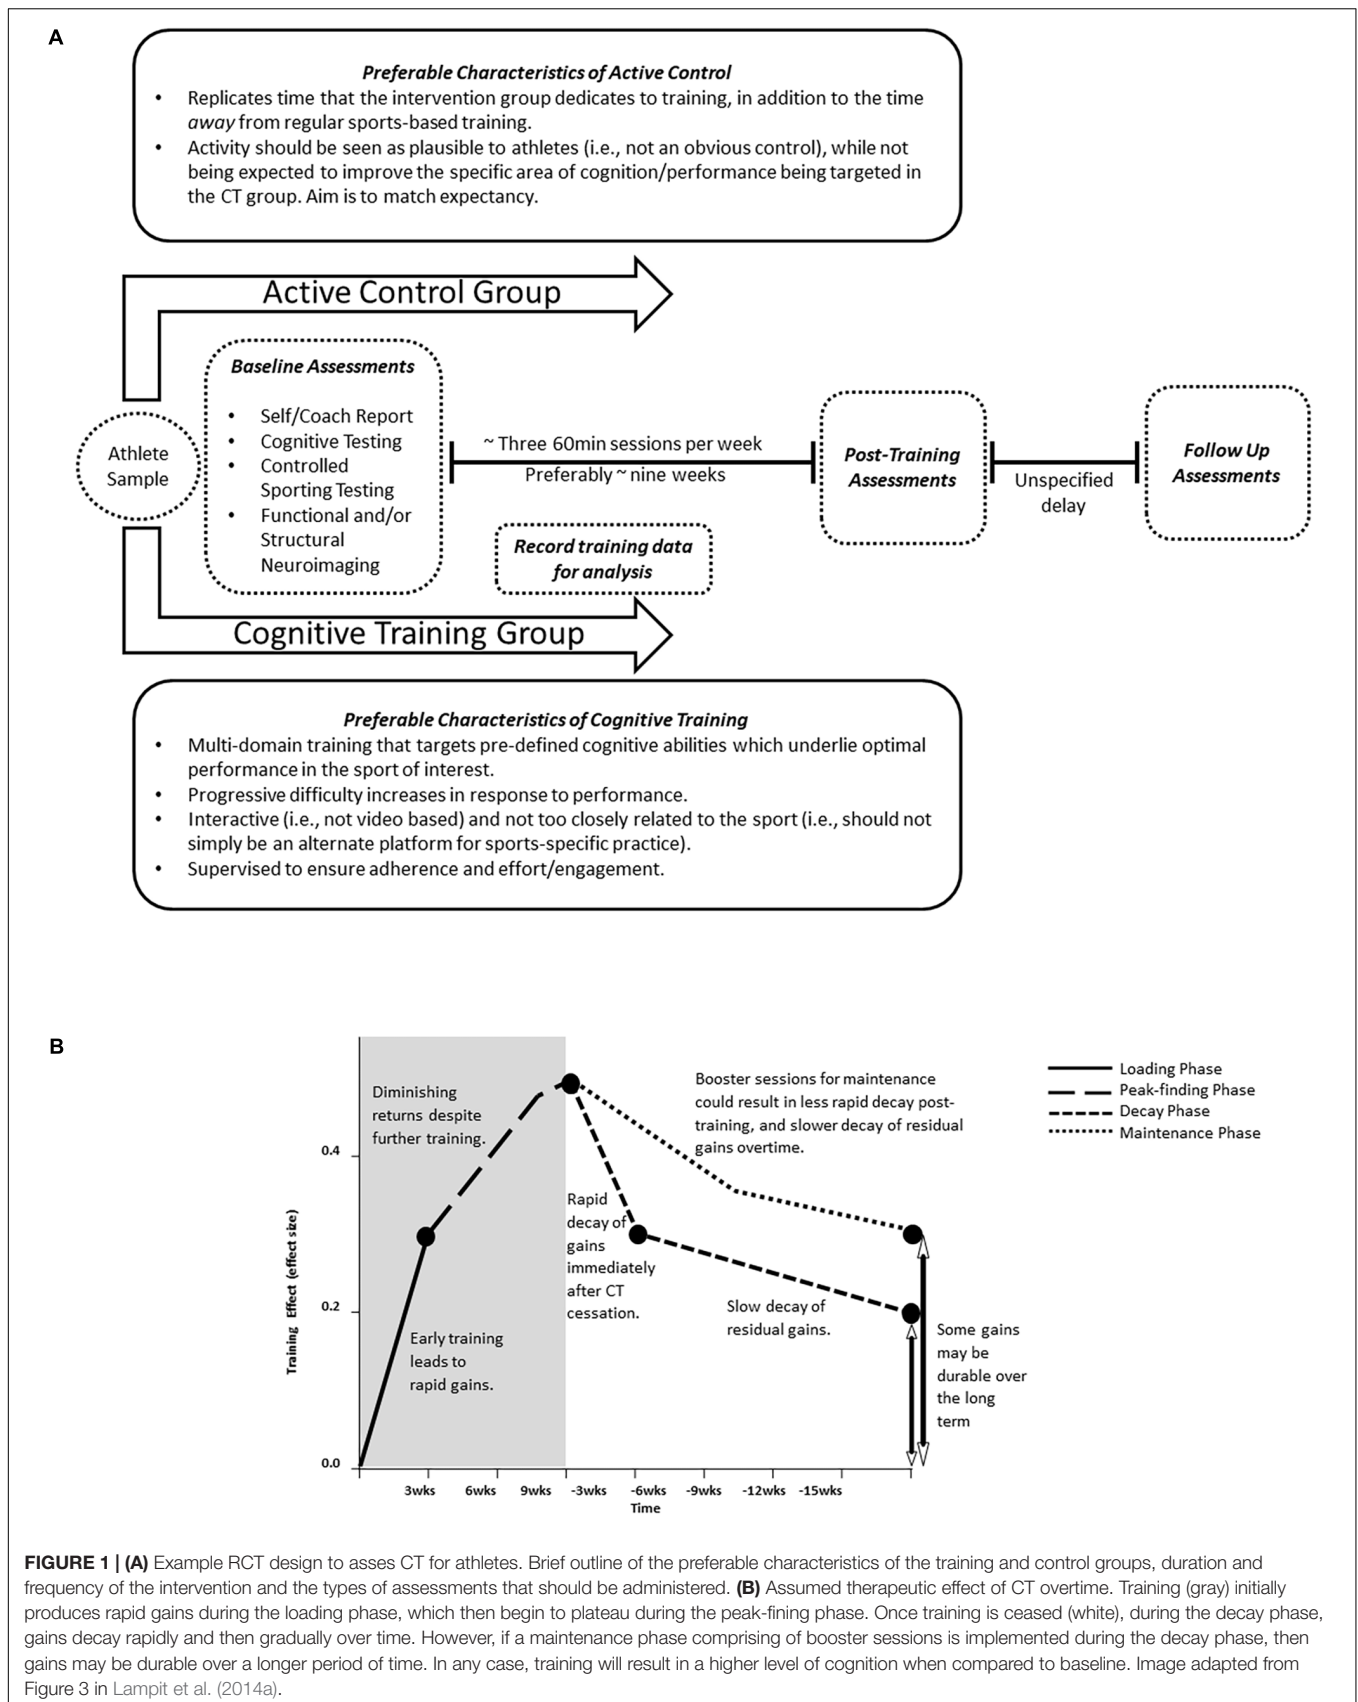 A
Preferable Characteristics of Active Control
• Replicates time that the intervention group dedicates to training, in addition to the time
away from regular sports-based training.
• Activity should be seen as plausible to athletes (i.e., not an obvious control), while not
being expected to improve the specific area of cognition/performance being targeted in
the CT group. Aim is to match expectancy.
Active Control Group
Athlete
Sample
Baseline Assessments
• Self/Coach Report
• Cognitive Testing
• Controlled
Sporting Testing
• Functional and/or
Structural
Neuroimaging
~ Three 60min sessions per week
Preferably ~ nine weeks
Record training data
for analysis
Post-Training
Assessments
Unspecified
delay
Follow Up
Assessments
Cognitive Training Group
Preferable Characteristics of Cognitive Training
• Multi-domain training that targets pre-defined cognitive abilities which underlie optimal
performance in the sport of interest.
• Progressive difficulty increases in response to performance.
• Interactive (i.e., not video based) and not too closely related to the sport (i.e., should not
simply be an alternate platform for sports-specific practice).
• Supervised to ensure adherence and effort/engagement.
B
Training Effect (effect size)
0.4
0.2
0.0
Diminishing
returns despite
further training.
Early training
leads to
rapid gains.
Rapid
decay of
gains
immediately
after CT
cessation.
Booster sessions for maintenance
could result in less rapid decay post-
training, and slower decay of residual
gains overtime.
Slow decay of
residual gains.
Some gains
may be
durable over
the long
term
Loading Phase
Peak-finding Phase
Decay Phase
Maintenance Phase
3wks 6wks 9wks -3wks -6wks -9wks -12wks -15wks
Time
FIGURE 1 | (A) Example RCT design to asses CT for athletes. Brief outline of the preferable characteristics of the training and control groups, duration and
frequency of the intervention and the types of assessments that should be administered. (B) Assumed therapeutic effect of CT overtime. Training (gray) initially
produces rapid gains during the loading phase, which then begin to plateau during the peak-fining phase. Once training is ceased (white), during the decay phase,
gains decay rapidly and then gradually over time. However, if a maintenance phase comprising of booster sessions is implemented during the decay phase, then
gains may be durable over a longer period of time. In any case, training will result in a higher level of cognition when compared to baseline. Image adapted from
Figure 3 in Lampit et al. (2014a).